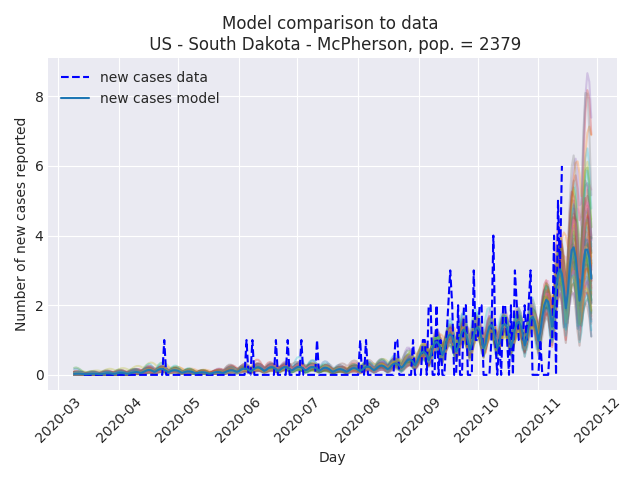 Model comparison to data
US - South Dakota - McPherson, pop. = 2379
new cases data
new cases model
Number of new cases reported
8
6
4
2
0
2020-03
2020-04
2020-05
2020-06
2020-07
2020-08
2020-09
2020-10
2020-11
2020-12
Day